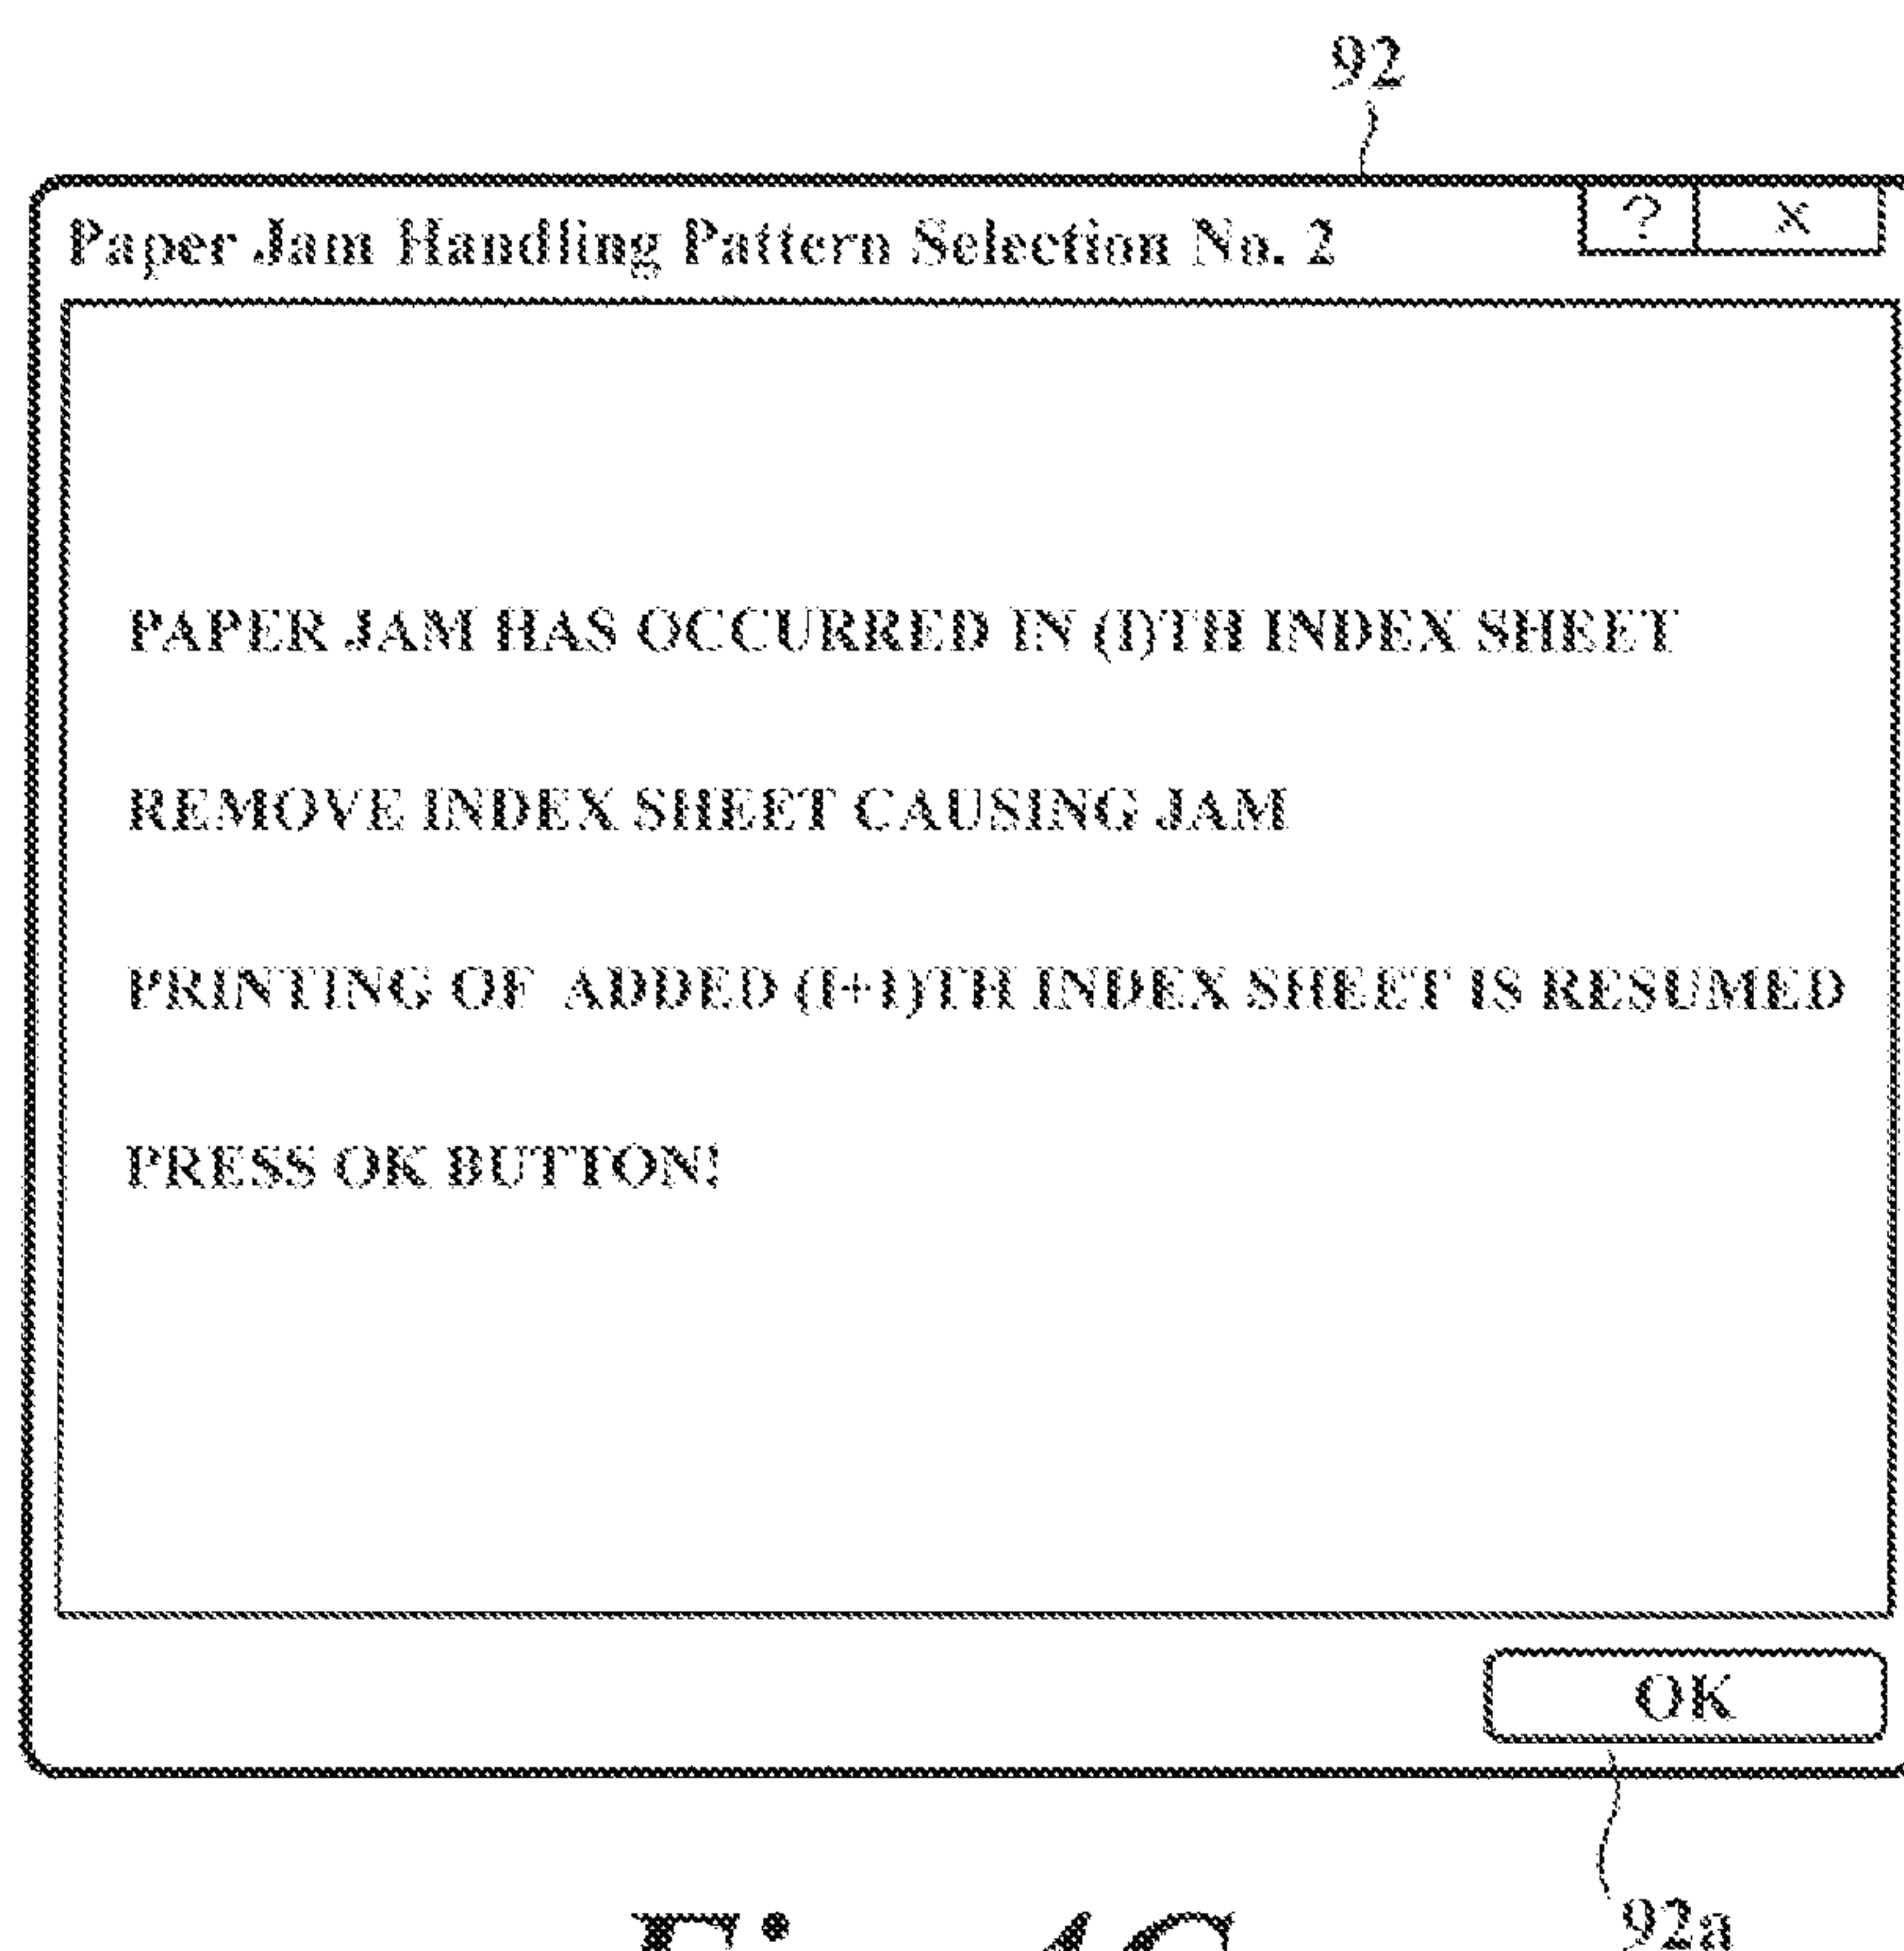 92
Paper Jam Handling Pattern Selection No. 2 ? ×
PAPER JAM HAS OCCURRED IN (I)TH INDEX SHEET
REMOVE INDEX SHEET CAUSING JAM
PRINTING OF ADDED (I+1)TH INDEX SHEET IS RESUMED
PRESS OK BUTTON!
OK
92a